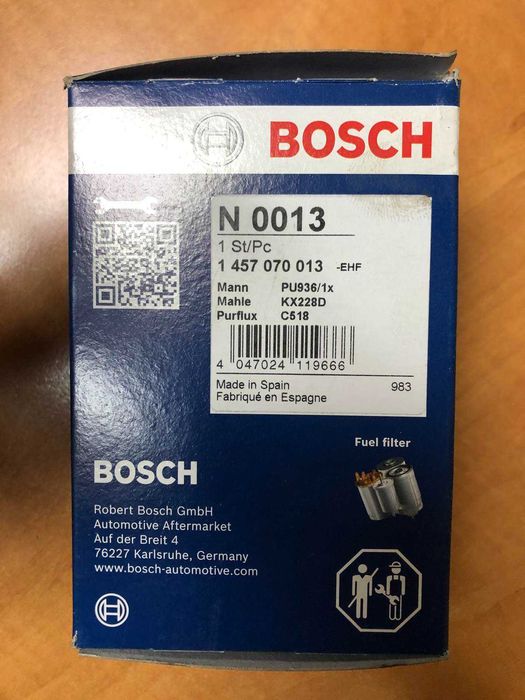 BOSCH
N 0013
1 St/Pc
1 457 070 013 -EHF
Mann PU936/1x
Mahle KX228D
Purflux C518
4 047024 119666
Made in Spain 983
Fabriqué en Espagne
Fuel filter
BOSCH
Robert Bosch GmbH
Automotive Aftermarket
Auf der Breit 4
76227 Karlsruhe, Germany
www.bosch-automotive.com